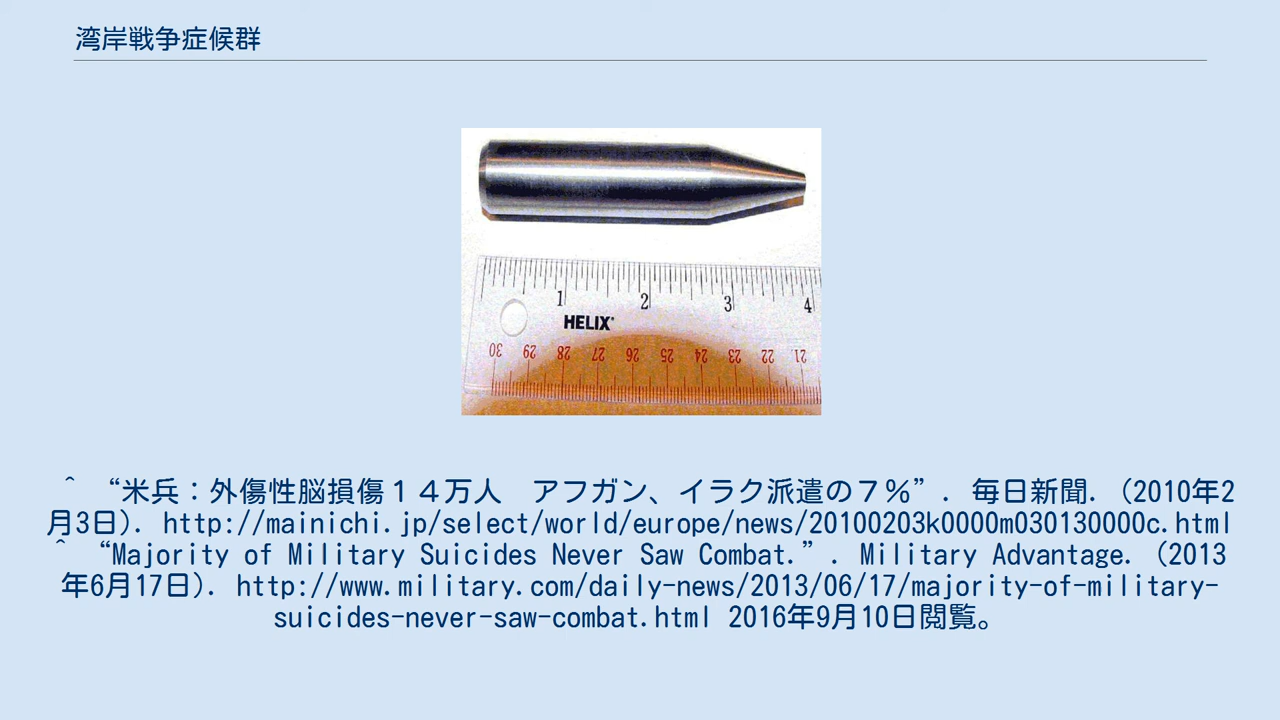 湾岸戦争症候群
1 2 3 4
HELIX
30 29 28 27 26 25 24 23 22 21
^ “米兵：外傷性脳損傷１４万人　アフガン、イラク派遣の７％”. 毎日新聞. (2010年2
月3日). http://mainichi.jp/select/world/europe/news/20100203k0000m030130000c.html
^ “Majority of Military Suicides Never Saw Combat.”. Military Advantage. (2013
年6月17日). http://www.military.com/daily-news/2013/06/17/majority-of-military-
suicides-never-saw-combat.html 2016年9月10日閲覧。